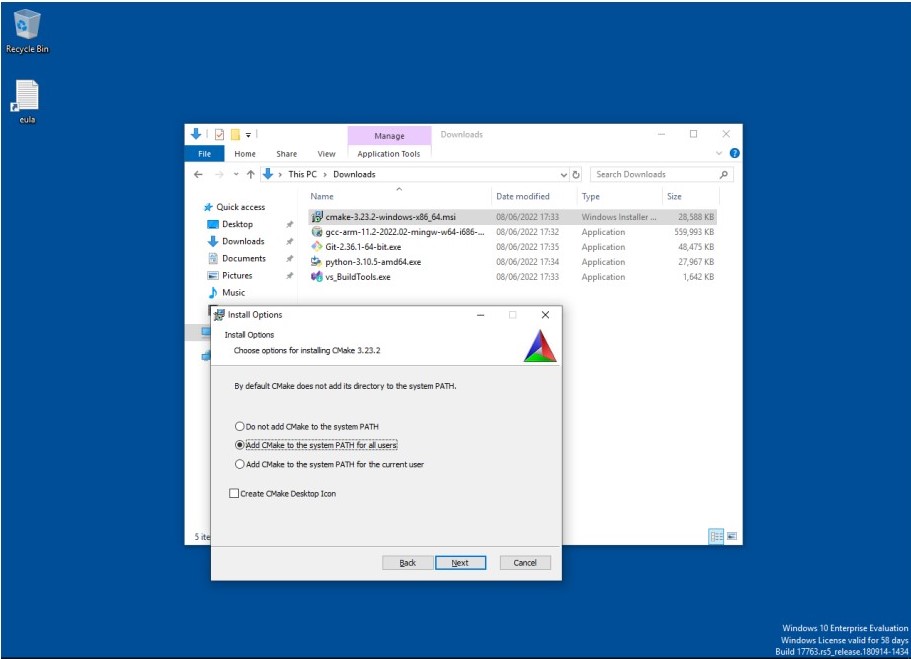 Recycle Bin
eula
Manage
Downloads
File
Home
Share
View
Application Tools
This PC
Downloads
Search Downloads
Name
Date modified
Type
Size
Quick access
Desktop
Downloads
Documents
Pictures
Music
cmake-3.23.2-windows-x86_64.msi 08/06/2022 17:33 Windows Installer ... 28,588 KB
gcc-arm-11.2-2022.02-mingw-w64-i686-... 08/06/2022 17:32 Application 559,993 KB
Git-2.36.1-64-bit.exe 08/06/2022 17:35 Application 48,475 KB
python-3.10.5-amd64.exe 08/06/2022 17:34 Application 27,967 KB
vs_BuildTools.exe 08/06/2022 17:33 Application 1,642 KB
Install Options
Install Options
Choose options for installing CMake 3.23.2
By default CMake does not add its directory to the system PATH.
Do not add CMake to the system PATH
Add CMake to the system PATH for all users
Add CMake to the system PATH for the current user
Create CMake Desktop Icon
5 ite
Back
Next
Cancel
Windows 10 Enterprise Evaluation
Windows License valid for 58 days
Build 17763.rs5_release.180914-1434